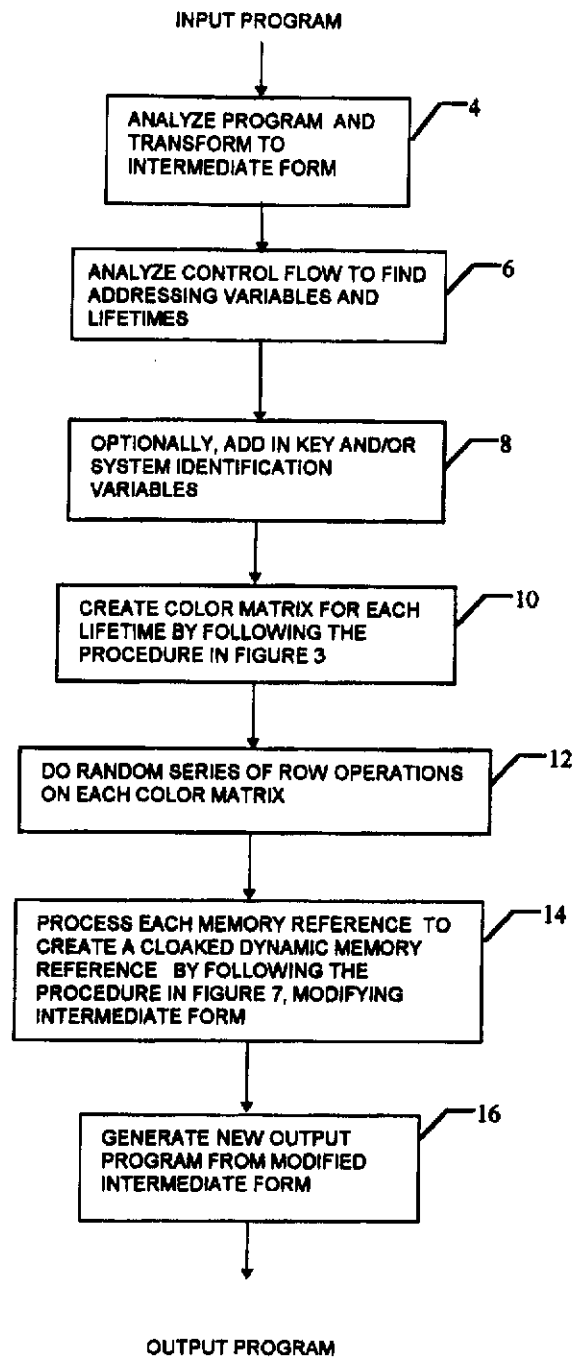 INPUT PROGRAM
4
ANALYZE PROGRAM AND
TRANSFORM TO
INTERMEDIATE FORM
6
ANALYZE CONTROL FLOW TO FIND
ADDRESSING VARIABLES AND
LIFETIMES
8
OPTIONALLY, ADD IN KEY AND/OR
SYSTEM IDENTIFICATION
VARIABLES
10
CREATE COLOR MATRIX FOR EACH
LIFETIME BY FOLLOWING THE
PROCEDURE IN FIGURE 3
12
DO RANDOM SERIES OF ROW OPERATIONS
ON EACH COLOR MATRIX
14
PROCESS EACH MEMORY REFERENCE TO
CREATE A CLOAKED DYNAMIC MEMORY
REFERENCE BY FOLLOWING THE
PROCEDURE IN FIGURE 7, MODIFYING
INTERMEDIATE FORM
16
GENERATE NEW OUTPUT
PROGRAM FROM MODIFIED
INTERMEDIATE FORM
OUTPUT PROGRAM